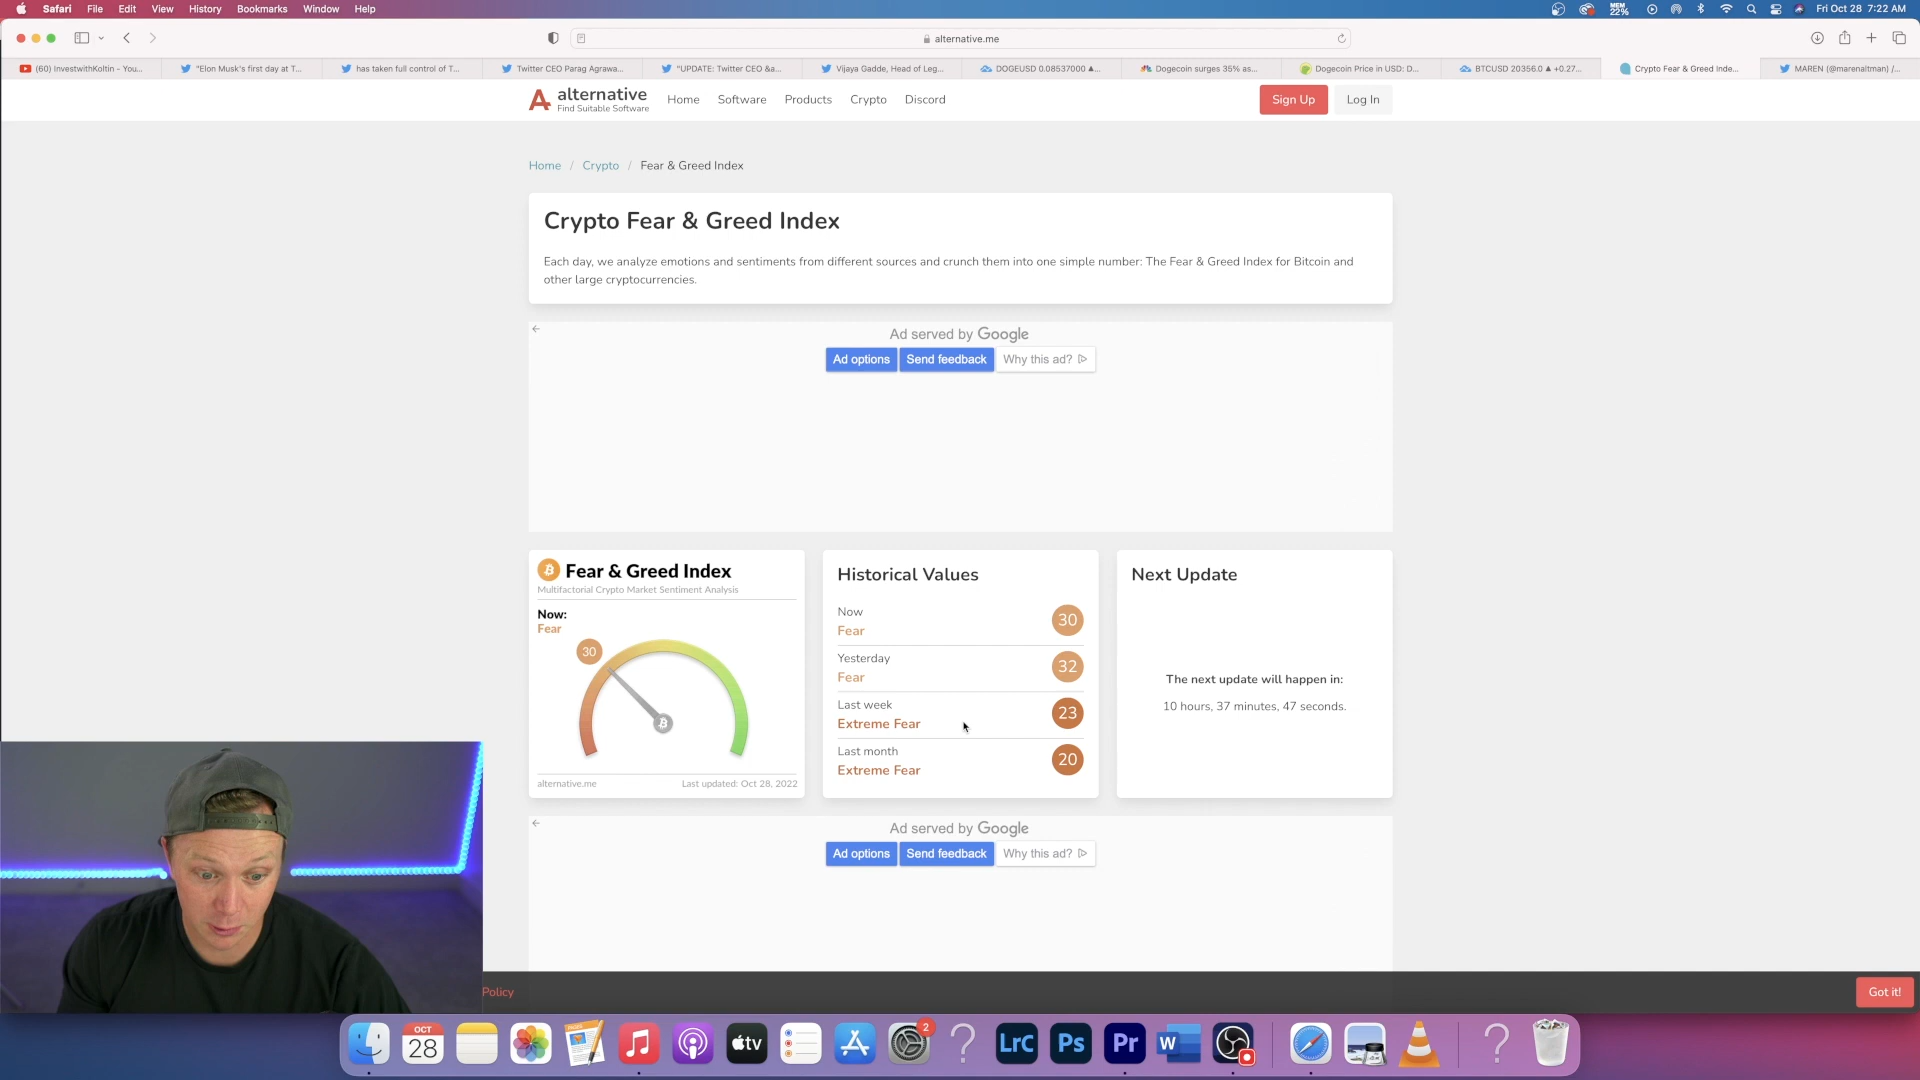 Safari File Edit View History Bookmarks Window Help
MEM 22%
Fri Oct 28 7:22 AM
alternative.me
(60) InvestwithKoltin - You...
"Elon Musk's first day at T...
has taken full control of T...
Twitter CEO Parag Agrawa...
"UPDATE: Twitter CEO &a...
Vijaya Gadde, Head of Leg...
DOGEUSD 0.08537000 ▲...
Dogecoin surges 35% as...
Dogecoin Price in USD: D...
BTCUSD 20356.0 ▲ +0.27...
Crypto Fear & Greed Inde...
MAREN (@marenaltman) /...
alternative
Find Suitable Software
Home Software Products Crypto Discord
Sign Up Log In
Home / Crypto / Fear & Greed Index
Crypto Fear & Greed Index
Each day, we analyze emotions and sentiments from different sources and crunch them into one simple number: The Fear & Greed Index for Bitcoin and
other large cryptocurrencies.
Ad served by Google
Ad options Send feedback Why this ad?
Fear & Greed Index
Multifactorial Crypto Market Sentiment Analysis
Now:
Fear
30
alternative.me Last updated: Oct 28, 2022
Historical Values
Now
Fear
30
Yesterday
Fear
32
Last week
Extreme Fear
23
Last month
Extreme Fear
20
Next Update
The next update will happen in:
10 hours, 37 minutes, 47 seconds.
Ad served by Google
Ad options Send feedback Why this ad?
Policy
Got it!
OCT
28
PAGES
tv
2
?
LrC
Ps
Pr
W
?